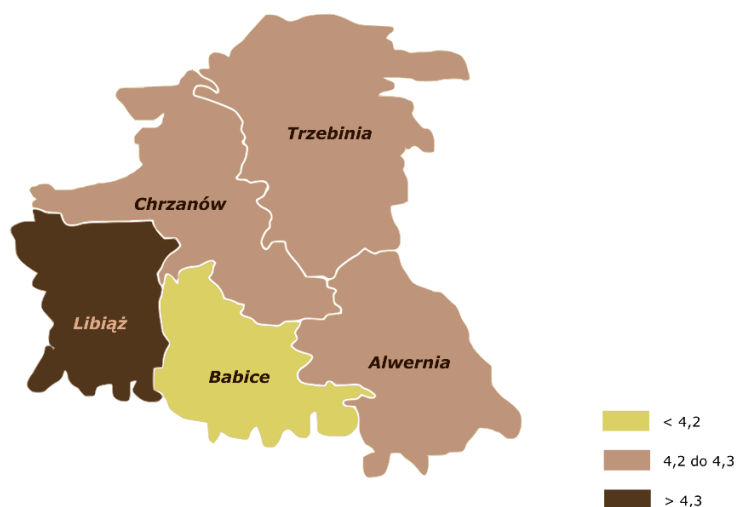 Trzebinia
Chrzanów
Libiąż
Babice
Alwernia
< 4,2
4,2 do 4,3
> 4,3